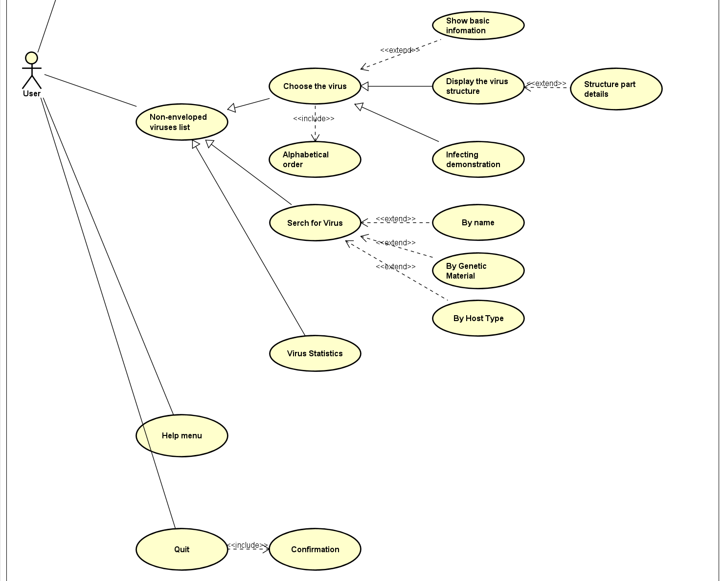 Show basic
infomation
<<extend>>
Choose the virus
Display the virus
structure
<<extend>>
Structure part
details
User
Non-enveloped
viruses list
<<include>>
Alphabetical
order
Infecting
demonstration
Serch for Virus
<<extend>>
By name
<<extend>>
By Genetic
Material
<<extend>>
By Host Type
Virus Statistics
Help menu
Quit
<<include>>
Confirmation